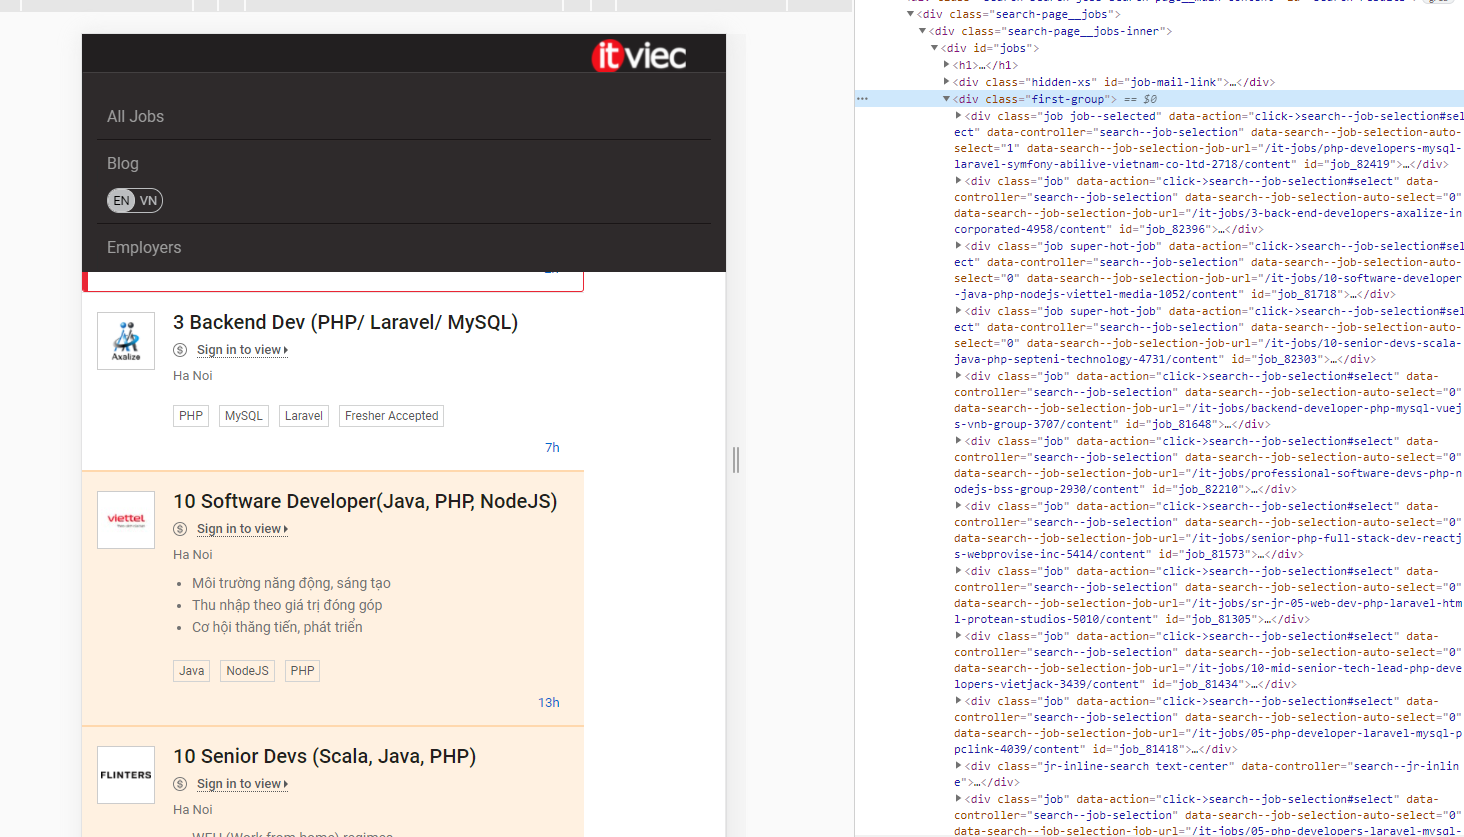 itviec
All Jobs
Blog
EN VN
Employers
3 Backend Dev (PHP/ Laravel/ MySQL)
$ Sign in to view
Ha Noi
Axalize
PHP MySQL Laravel Fresher Accepted
7h
10 Software Developer(Java, PHP, NodeJS)
viettel
$ Sign in to view
Ha Noi
• Môi trường năng động, sáng tạo
• Thu nhập theo giá trị đóng góp
• Cơ hội thăng tiến, phát triển
Java NodeJS PHP
13h
10 Senior Devs (Scala, Java, PHP)
FLINTERS
$ Sign in to view
Ha Noi
<div class="search-page__jobs">
<div class="search-page__jobs-inner">
<div id="jobs">
<h1>…</h1>
<div class="hidden-xs" id="job-mail-link">…</div>
<div class="first-group"> == $0
<div class="job job--selected" data-action="click->search--job-selection#sel
ect" data-controller="search--job-selection" data-search--job-selection-auto-
select="1" data-search--job-selection-job-url="/it-jobs/php-developers-mysql-
laravel-symfony-abilive-vietnam-co-ltd-2718/content" id="job_82419">…</div>
<div class="job" data-action="click->search--job-selection#select" data-
controller="search--job-selection" data-search--job-selection-auto-select="0"
data-search--job-selection-job-url="/it-jobs/3-back-end-developers-axalize-in
corporated-4958/content" id="job_82396">…</div>
<div class="job super-hot-job" data-action="click->search--job-selection#sel
ect" data-controller="search--job-selection" data-search--job-selection-auto-
select="0" data-search--job-selection-job-url="/it-jobs/10-software-developer
-java-php-nodejs-viettel-media-1052/content" id="job_81718">…</div>
<div class="job super-hot-job" data-action="click->search--job-selection#sel
ect" data-controller="search--job-selection" data-search--job-selection-auto-
select="0" data-search--job-selection-job-url="/it-jobs/10-senior-devs-scala-
java-php-septeni-technology-4731/content" id="job_82303">…</div>
<div class="job" data-action="click->search--job-selection#select" data-
controller="search--job-selection" data-search--job-selection-auto-select="0"
data-search--job-selection-job-url="/it-jobs/backend-developer-php-mysql-vuej
s-vnb-group-3707/content" id="job_81648">…</div>
<div class="job" data-action="click->search--job-selection#select" data-
controller="search--job-selection" data-search--job-selection-auto-select="0"
data-search--job-selection-job-url="/it-jobs/professional-software-devs-php-n
odejs-bss-group-2930/content" id="job_82210">…</div>
<div class="job" data-action="click->search--job-selection#select" data-
controller="search--job-selection" data-search--job-selection-auto-select="0"
data-search--job-selection-job-url="/it-jobs/senior-php-full-stack-dev-reactj
s-webprovise-inc-5414/content" id="job_81573">…</div>
<div class="job" data-action="click->search--job-selection#select" data-
controller="search--job-selection" data-search--job-selection-auto-select="0"
data-search--job-selection-job-url="/it-jobs/sr-jr-05-web-dev-php-laravel-htm
l-protean-studios-5010/content" id="job_81305">…</div>
<div class="job" data-action="click->search--job-selection#select" data-
controller="search--job-selection" data-search--job-selection-auto-select="0"
data-search--job-selection-job-url="/it-jobs/10-mid-senior-tech-lead-php-deve
lopers-vietjack-3439/content" id="job_81434">…</div>
<div class="job" data-action="click->search--job-selection#select" data-
controller="search--job-selection" data-search--job-selection-auto-select="0"
data-search--job-selection-job-url="/it-jobs/05-php-developer-laravel-mysql-p
pclink-4039/content" id="job_81418">…</div>
<div class="jr-inline-search text-center" data-controller="search--jr-inlin
e">…</div>
<div class="job" data-action="click->search--job-selection#select" data-
controller="search--job-selection" data-search--job-selection-auto-select="0"
data-search--job-selection-job-url="/it-jobs/05-php-developers-laravel-mysql-